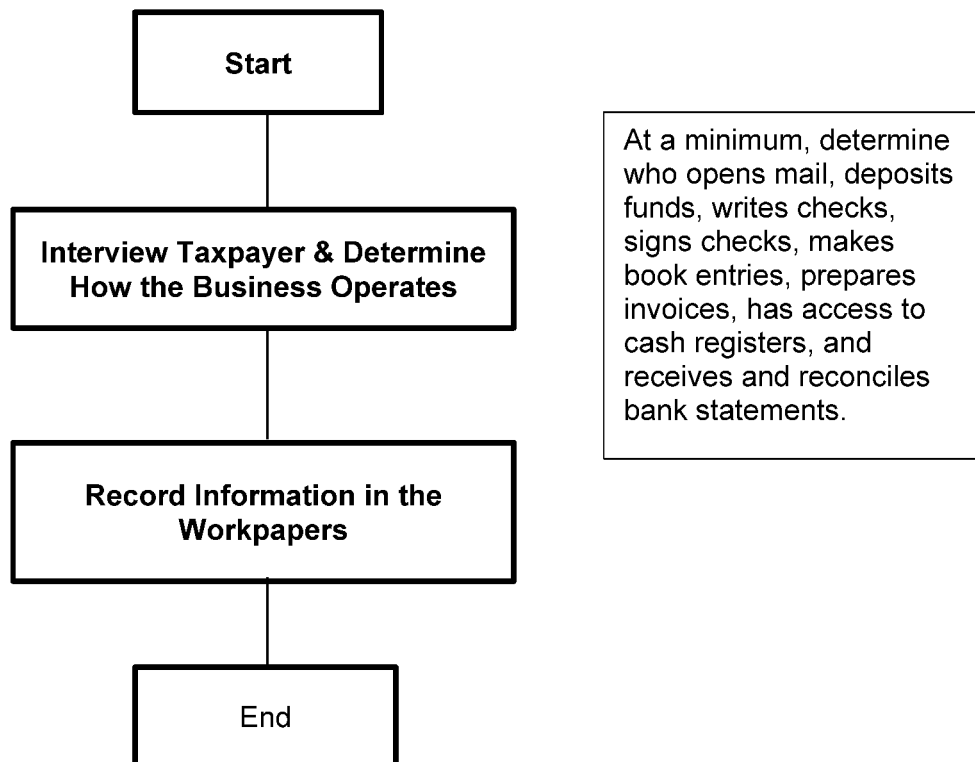 Start
Interview Taxpayer & Determine
How the Business Operates
At a minimum, determine
who opens mail, deposits
funds, writes checks,
signs checks, makes
book entries, prepares
invoices, has access to
cash registers, and
receives and reconciles
bank statements.
Record Information in the
Workpapers
End